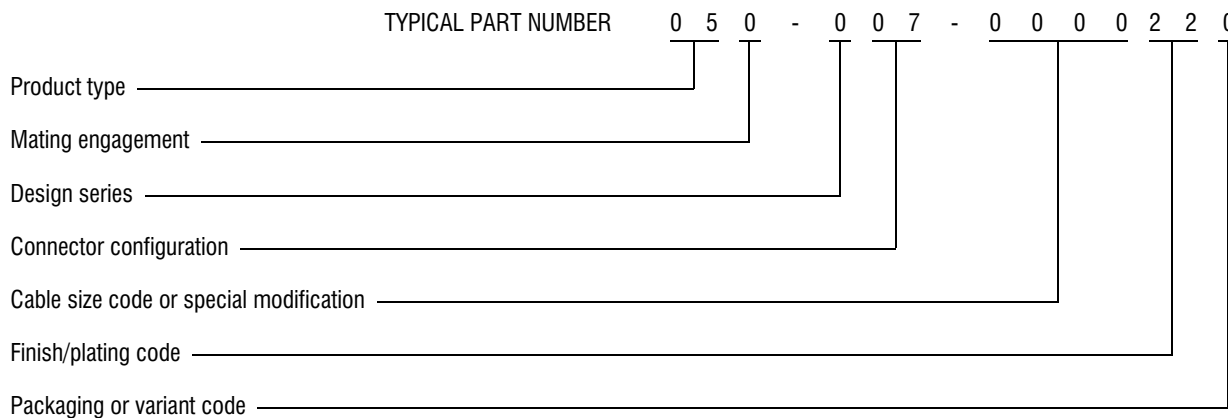 TYPICAL PART NUMBER 0 5 0 - 0 0 7 - 0 0 0 0 2 2 0
Product type
Mating engagement
Design series
Connector configuration
Cable size code or special modification
Finish/plating code
Packaging or variant code